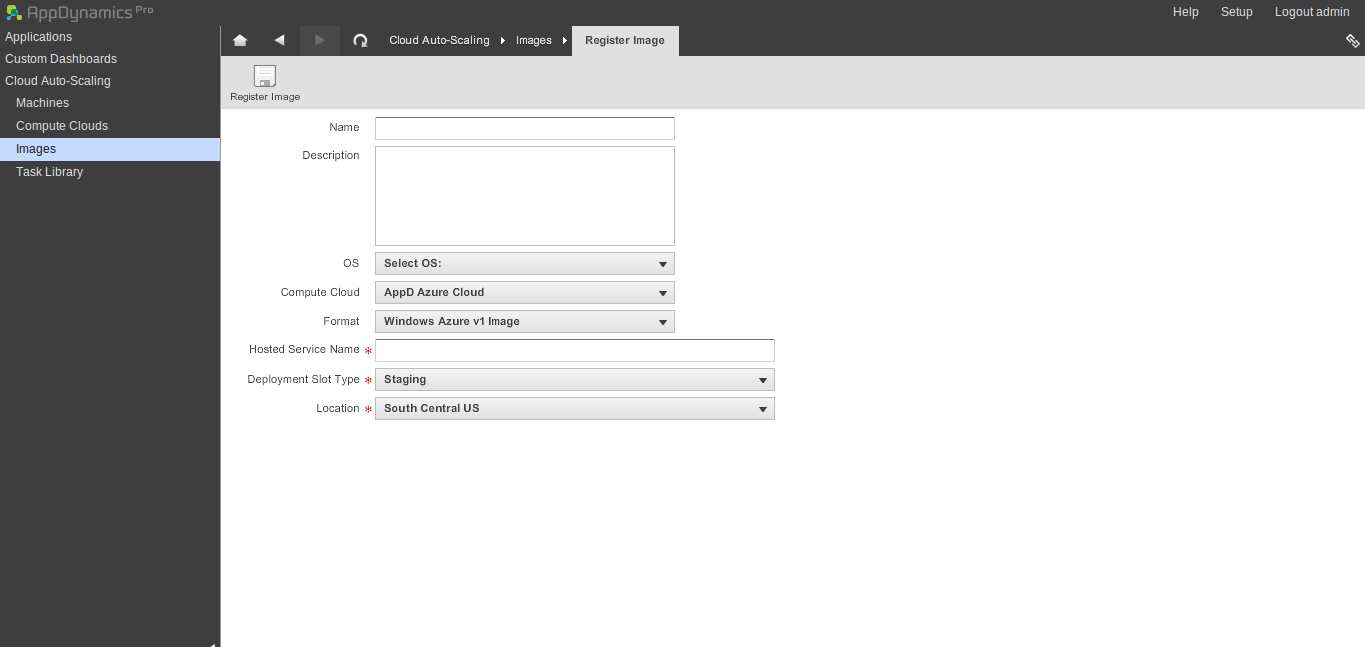 AppDynamics Pro
Help Setup Logout admin
Applications
Custom Dashboards
Cloud Auto-Scaling
Machines
Compute Clouds
Images
Task Library
Cloud Auto-Scaling Images Register Image
Register Image
Name
Description
OS Select OS:
Compute Cloud AppD Azure Cloud
Format Windows Azure v1 Image
Hosted Service Name *
Deployment Slot Type * Staging
Location * South Central US